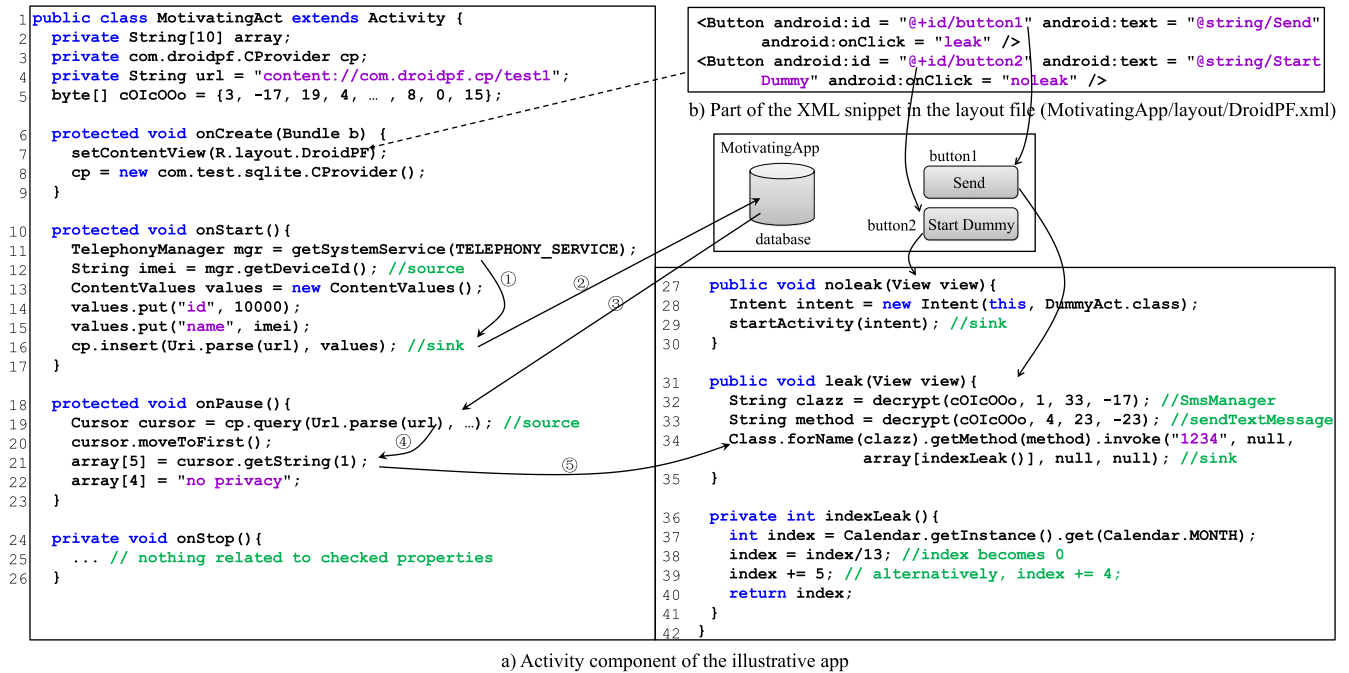 1 public class MotivatingAct extends Activity {
2 private String[10] array;
3 private com.droidpf.CProvider cp;
4 private String url = "content://com.droidpf.cp/test1";
5 byte[] cOIcOOo = {3, -17, 19, 4, … , 8, 0, 15};
6 protected void onCreate(Bundle b) {
7 setContentView(R.layout.DroidPF);
8 cp = new com.test.sqlite.CProvider();
9 }
10 protected void onStart(){
11 TelephonyManager mgr = getSystemService(TELEPHONY_SERVICE);
12 String imei = mgr.getDeviceId(); //source
13 ContentValues values = new ContentValues();
14 values.put("id", 10000);
15 values.put("name", imei);
16 cp.insert(Uri.parse(url), values); //sink
17 }
18 protected void onPause(){
19 Cursor cursor = cp.query(Url.parse(url), …); //source
20 cursor.moveToFirst();
21 array[5] = cursor.getString(1);
22 array[4] = "no privacy";
23 }
24 private void onStop(){
25 ... // nothing related to checked properties
26 }
①
②
③
④
⑤
<Button android:id = "@+id/button1" android:text = "@string/Send"
android:onClick = "leak" />
<Button android:id = "@+id/button2" android:text = "@string/Start
Dummy" android:onClick = "noleak" />
b) Part of the XML snippet in the layout file (MotivatingApp/layout/DroidPF.xml)
MotivatingApp
database
button1
Send
button2
Start Dummy
27 public void noleak(View view){
28 Intent intent = new Intent(this, DummyAct.class);
29 startActivity(intent); //sink
30 }
31 public void leak(View view){
32 String clazz = decrypt(cOIcOOo, 1, 33, -17); //SmsManager
33 String method = decrypt(cOIcOOo, 4, 23, -23); //sendTextMessage
34 Class.forName(clazz).getMethod(method).invoke("1234", null,
array[indexLeak()], null, null); //sink
35 }
36 private int indexLeak(){
37 int index = Calendar.getInstance().get(Calendar.MONTH);
38 index = index/13; //index becomes 0
39 index += 5; // alternatively, index += 4;
40 return index;
41 }
42 }
a) Activity component of the illustrative app